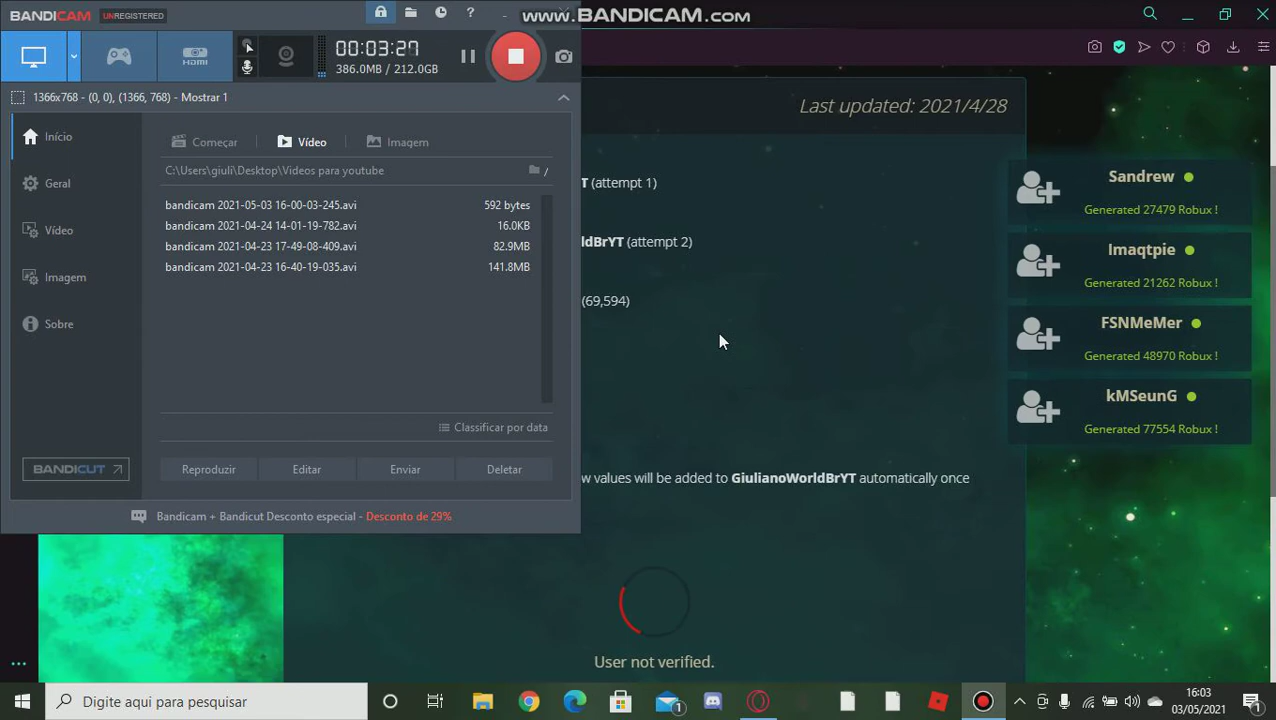 BANDICAM UNREGISTERED
www.BANDICAM.com
HDMI
00:03:27
386.0MB / 212.0GB
1366x768 - (0, 0), (1366, 768) - Mostrar 1
Início
Geral
Vídeo
Imagem
Sobre
BANDICUT
Começar
Vídeo
Imagem
C:\Users\giuli\Desktop\Videos para youtube
/
bandicam 2021-05-03 16-00-03-245.avi 592 bytes
bandicam 2021-04-24 14-01-19-782.avi 16.0KB
bandicam 2021-04-23 17-49-08-409.avi 82.9MB
bandicam 2021-04-23 16-40-19-035.avi 141.8MB
Classificar por data
Reproduzir Editar Enviar Deletar
Bandicam + Bandicut Desconto especial - Desconto de 29%
Last updated: 2021/4/28
T (attempt 1)
ldBrYT (attempt 2)
(69,594)
w values will be added to GiulianoWorldBrYT automatically once
User not verified.
Sandrew
Generated 27479 Robux !
Imaqtpie
Generated 21262 Robux !
FSNMeMer
Generated 48970 Robux !
kMSeunG
Generated 77554 Robux !
Digite aqui para pesquisar
1
16:03
03/05/2021
1